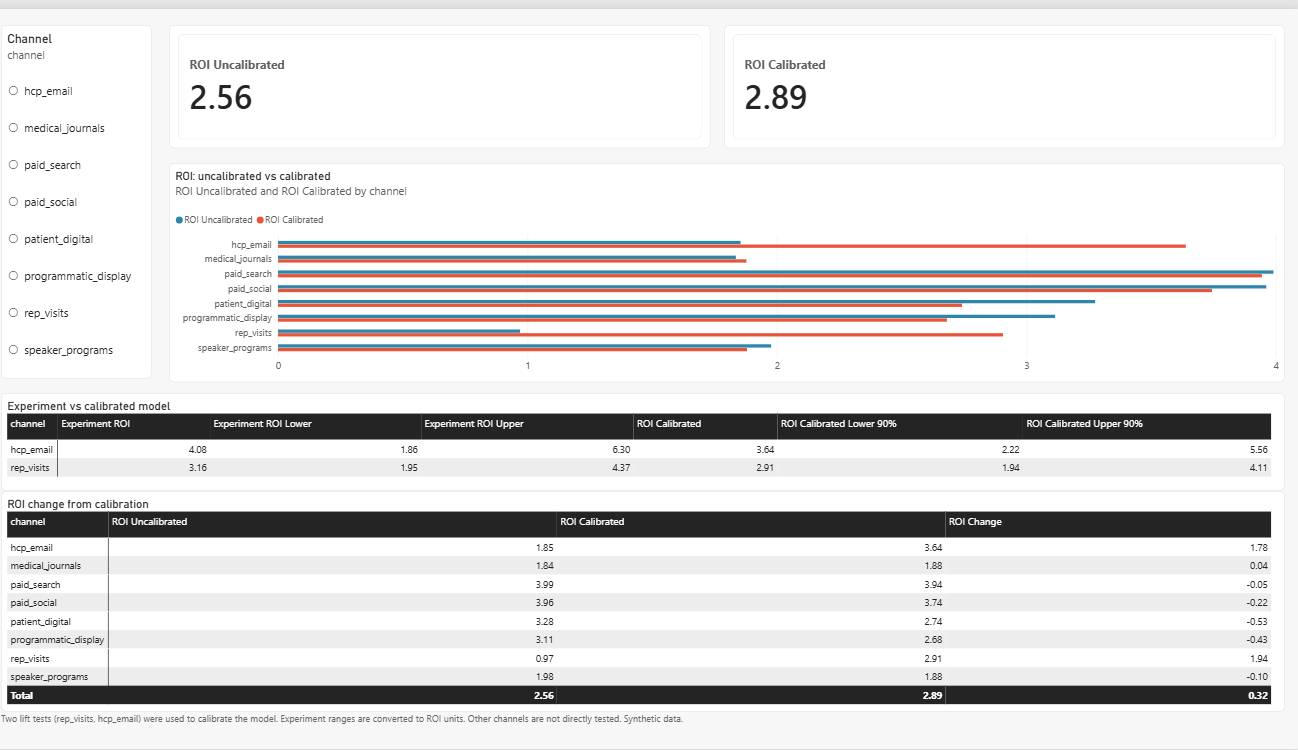 Channel
channel
hcp_email
medical_journals
paid_search
paid_social
patient_digital
programmatic_display
rep_visits
speaker_programs
ROI Uncalibrated
2.56
ROI Calibrated
2.89
ROI: uncalibrated vs calibrated
ROI Uncalibrated and ROI Calibrated by channel
ROI Uncalibrated ROI Calibrated
hcp_email
medical_journals
paid_search
paid_social
patient_digital
programmatic_display
rep_visits
speaker_programs
0 1 2 3 4
Experiment vs calibrated model
channel Experiment ROI Experiment ROI Lower Experiment ROI Upper ROI Calibrated ROI Calibrated Lower 90% ROI Calibrated Upper 90%
hcp_email 4.08 1.86 6.30 3.64 2.22 5.56
rep_visits 3.16 1.95 4.37 2.91 1.94 4.11
ROI change from calibration
channel ROI Uncalibrated ROI Calibrated ROI Change
hcp_email 1.85 3.64 1.78
medical_journals 1.84 1.88 0.04
paid_search 3.99 3.94 -0.05
paid_social 3.96 3.74 -0.22
patient_digital 3.28 2.74 -0.53
programmatic_display 3.11 2.68 -0.43
rep_visits 0.97 2.91 1.94
speaker_programs 1.98 1.88 -0.10
Total 2.56 2.89 0.32
Two lift tests (rep_visits, hcp_email) were used to calibrate the model. Experiment ranges are converted to ROI units. Other channels are not directly tested. Synthetic data.